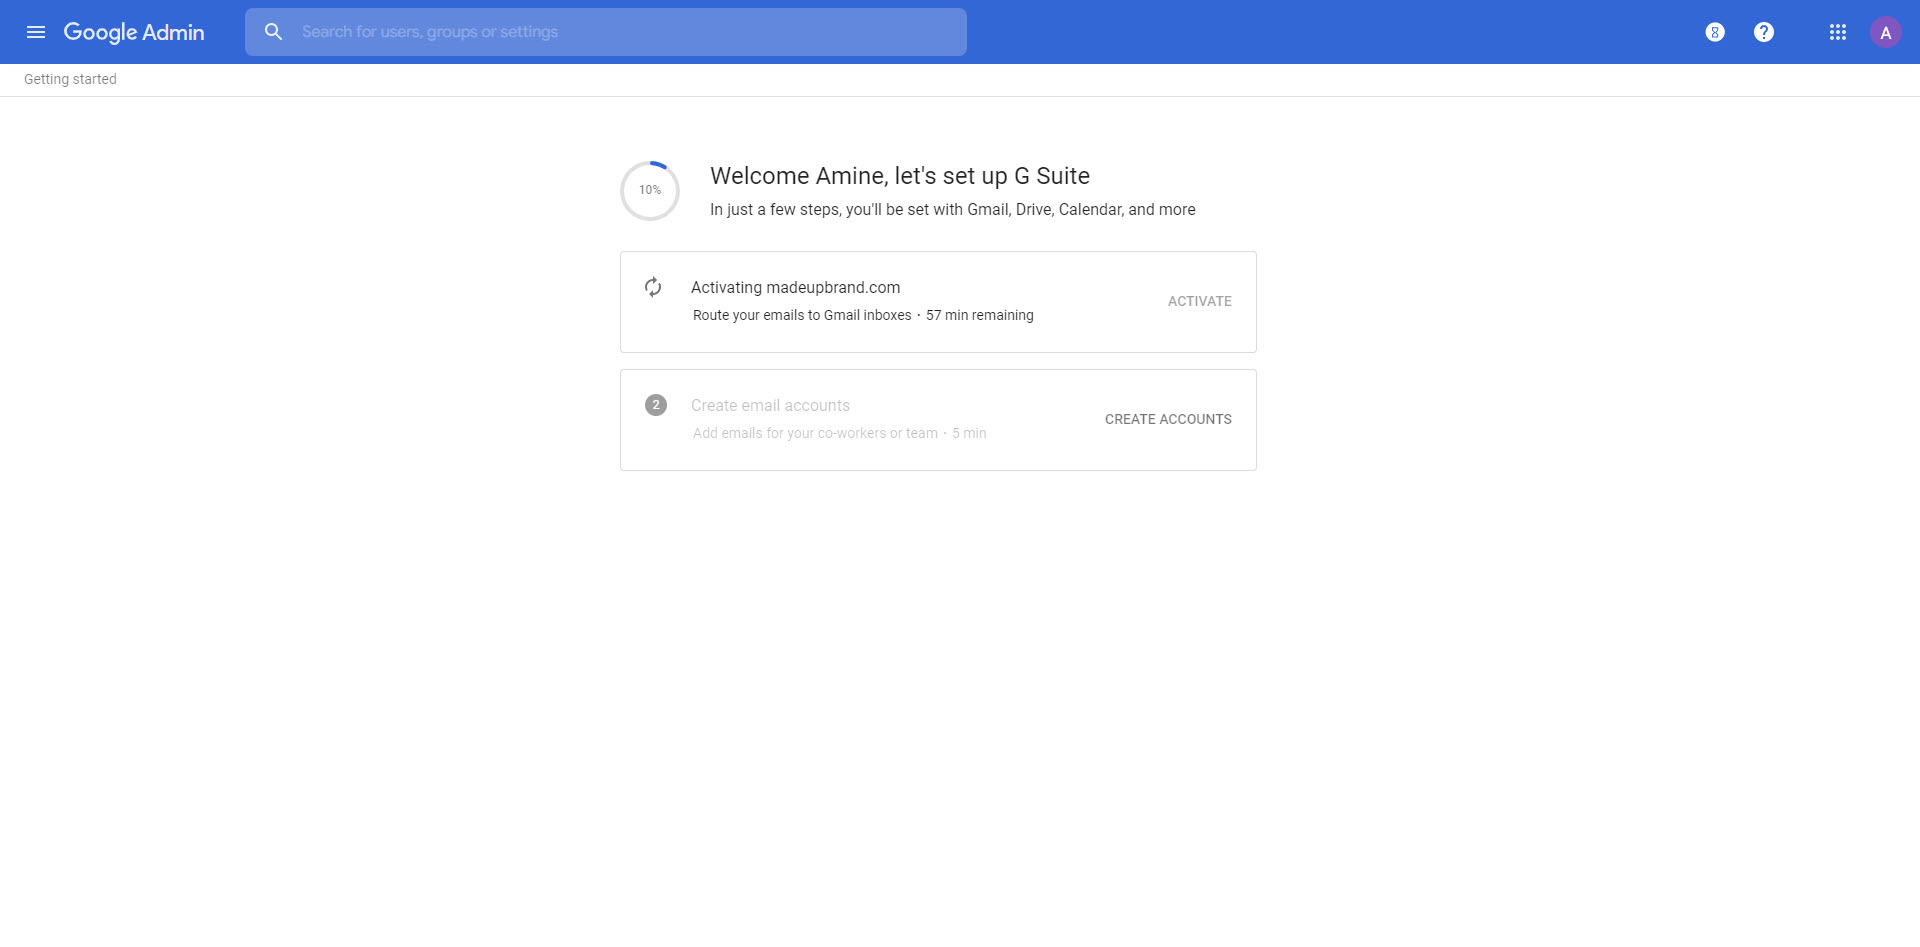 Google Admin
Search for users, groups or settings
A
Getting started
10%
Welcome Amine, let's set up G Suite
In just a few steps, you'll be set with Gmail, Drive, Calendar, and more
Activating madeupbrand.com
Route your emails to Gmail inboxes · 57 min remaining
ACTIVATE
2
Create email accounts
Add emails for your co-workers or team · 5 min
CREATE ACCOUNTS